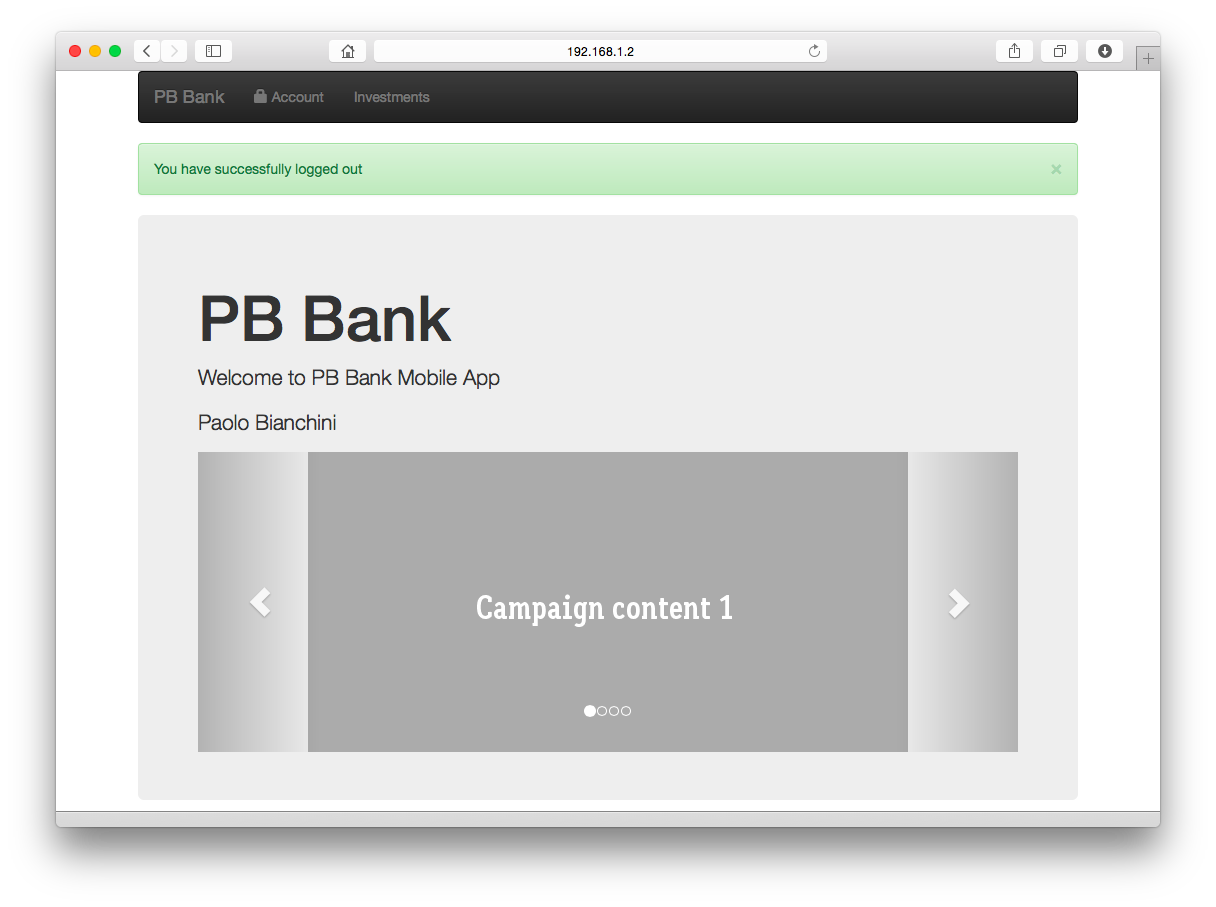 192.168.1.2
PB Bank Account Investments
You have successfully logged out ×
PB Bank
Welcome to PB Bank Mobile App
Paolo Bianchini
Campaign content 1